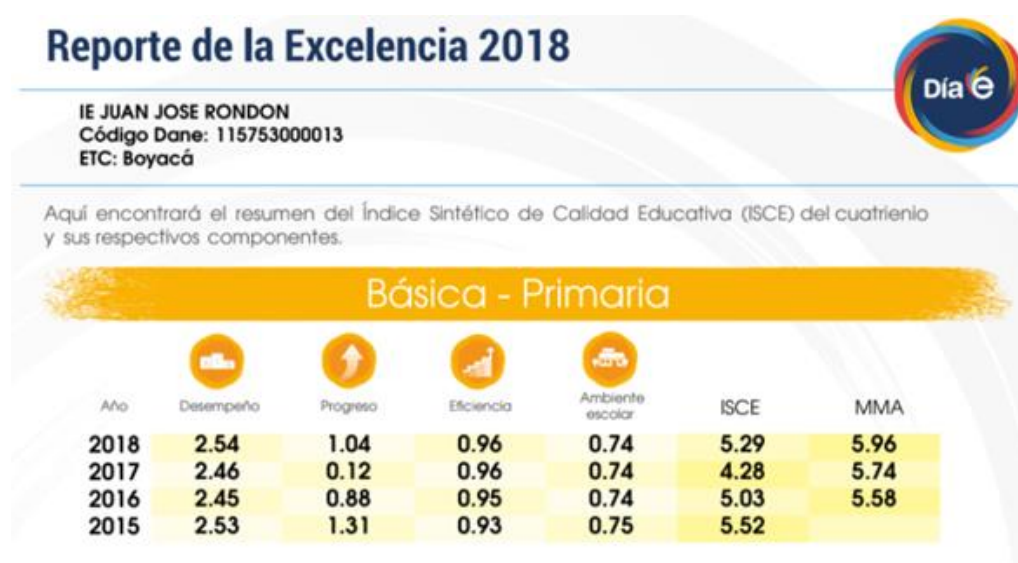 Reporte de la Excelencia 2018
Día e
IE JUAN JOSE RONDON
Código Dane: 115753000013
ETC: Boyacá
Aquí encontrará el resumen del Índice Sintético de Calidad Educativa (ISCE) del cuatrienio
y sus respectivos componentes.
Básica - Primaria
Año Desempeño Progreso Eficiencia Ambiente escolar ISCE MMA
2018 2.54 1.04 0.96 0.74 5.29 5.96
2017 2.46 0.12 0.96 0.74 4.28 5.74
2016 2.45 0.88 0.95 0.74 5.03 5.58
2015 2.53 1.31 0.93 0.75 5.52